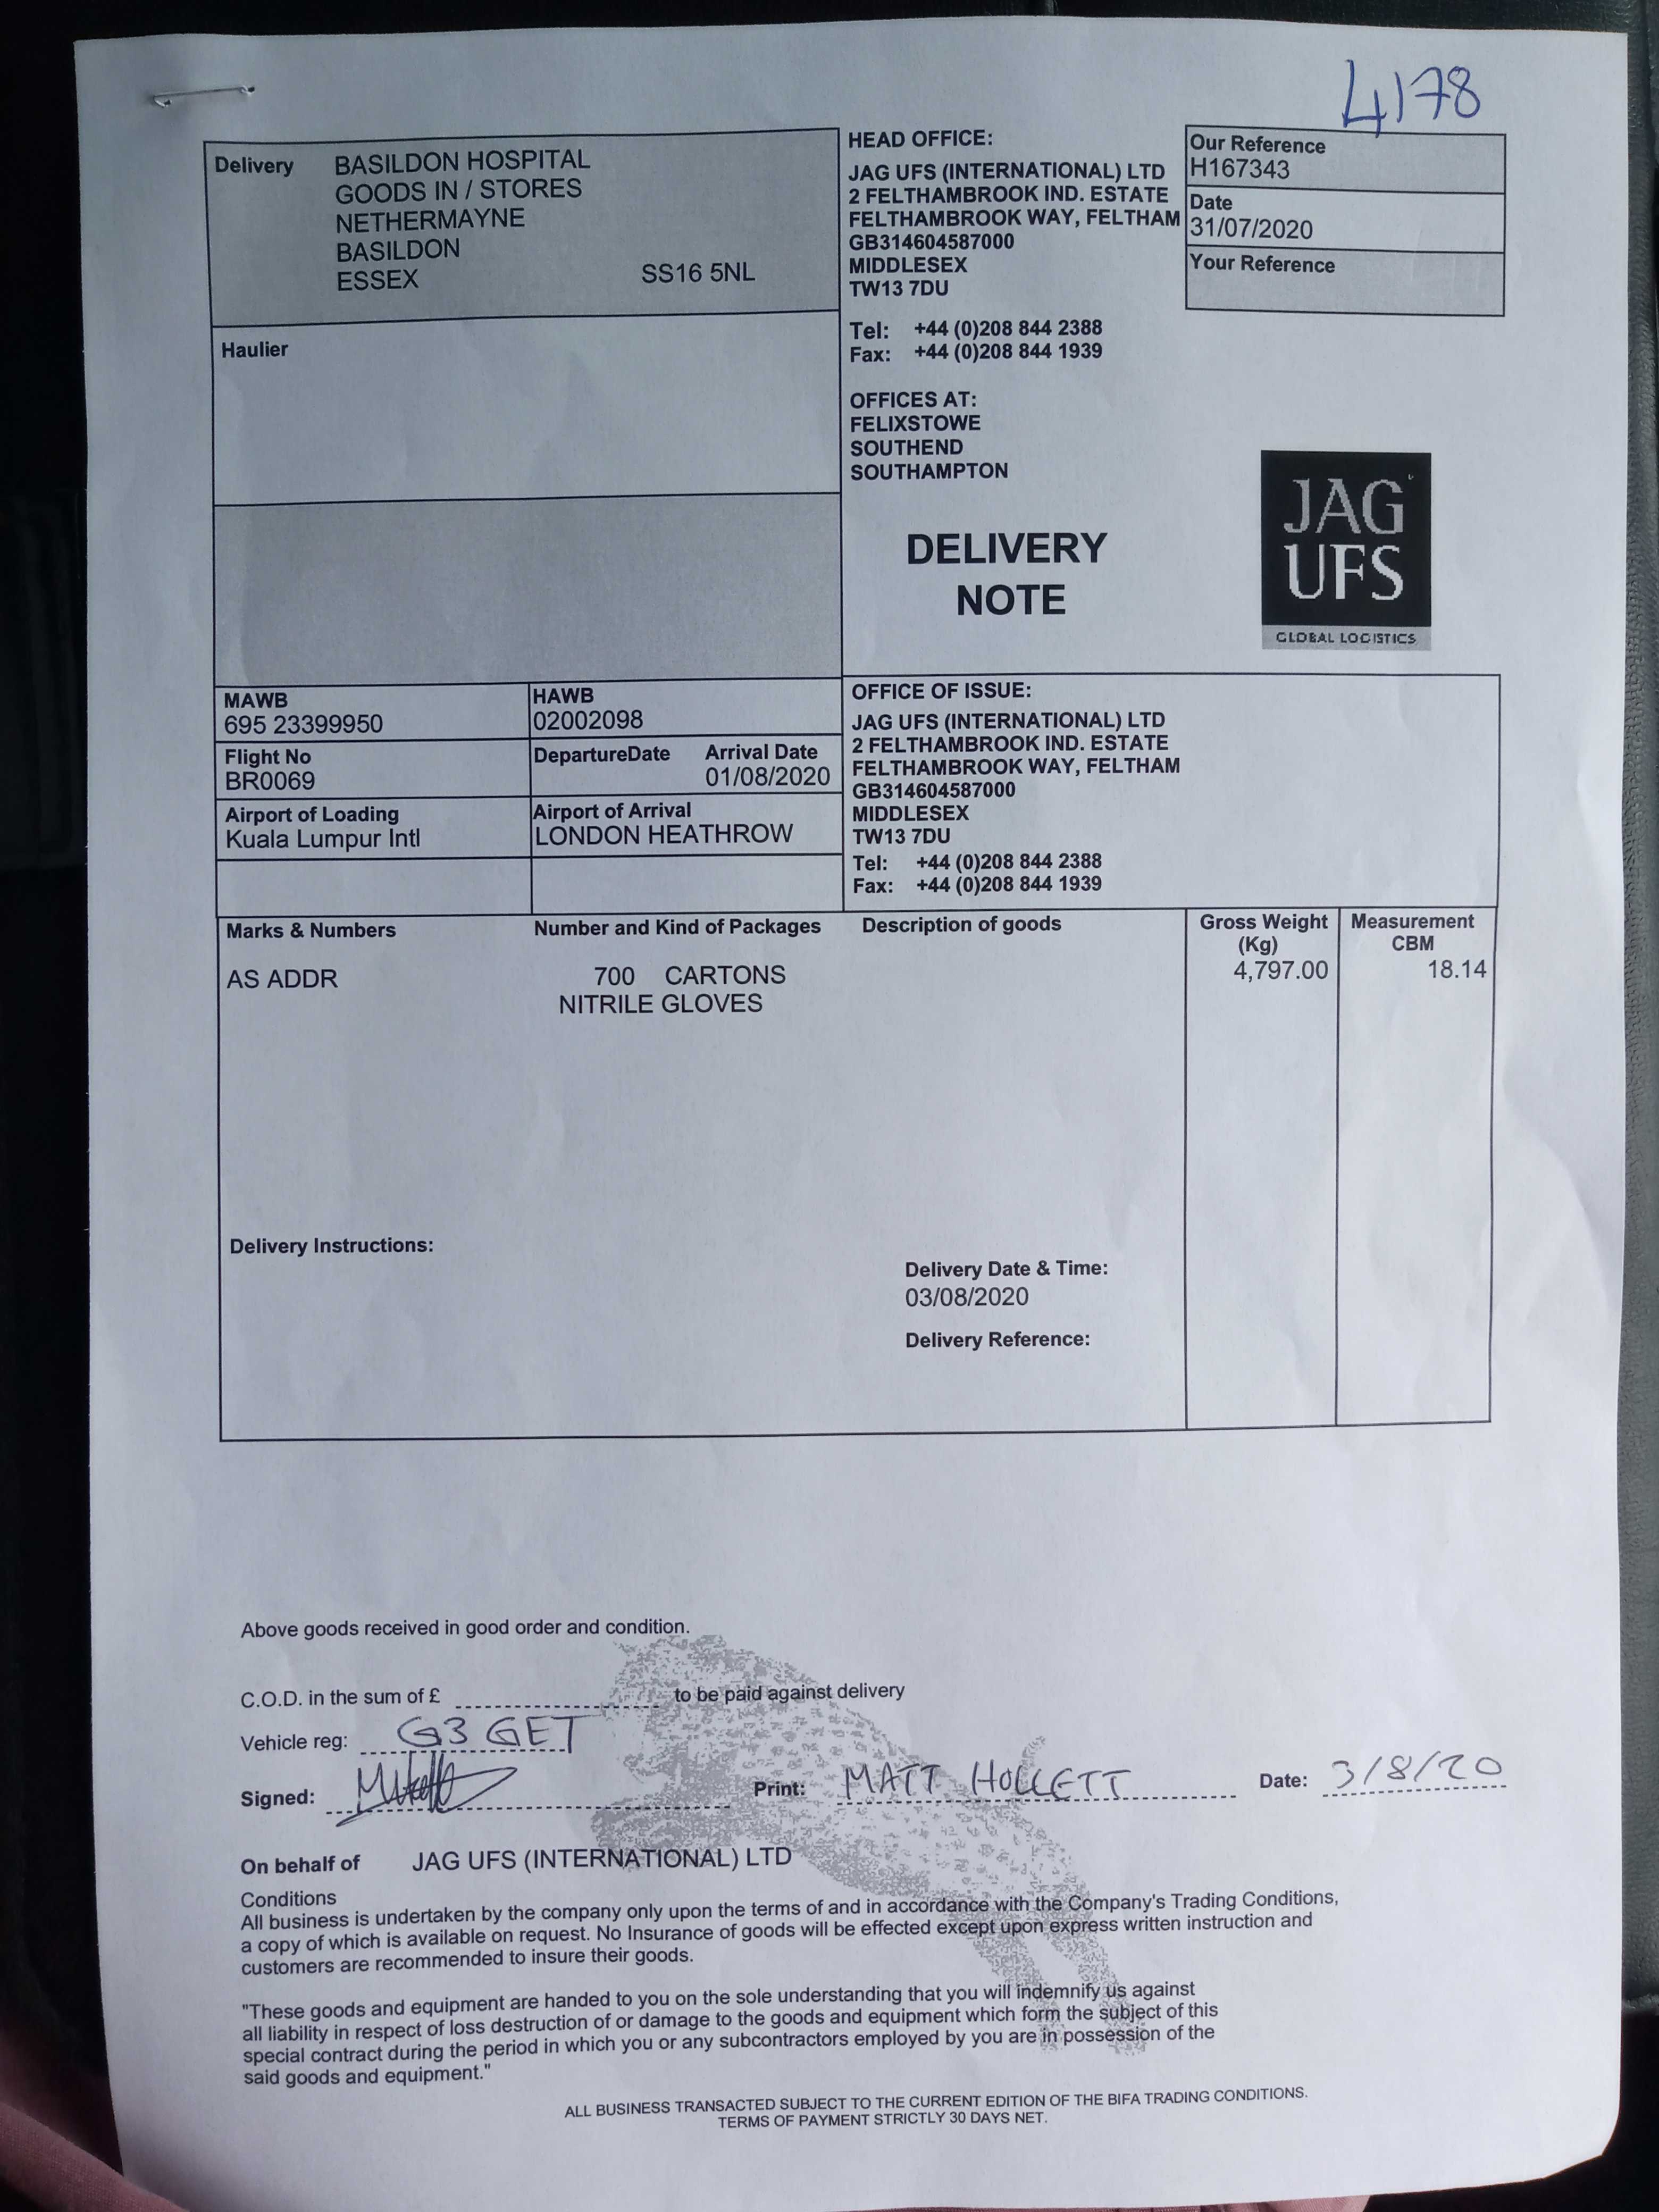 4178
Delivery BASILDON HOSPITAL
GOODS IN / STORES
NETHERMAYNE
BASILDON
ESSEX SS16 5NL
Haulier
HEAD OFFICE:
JAG UFS (INTERNATIONAL) LTD
2 FELTHAMBROOK IND. ESTATE
FELTHAMBROOK WAY, FELTHAM
GB314604587000
MIDDLESEX
TW13 7DU
Tel: +44 (0)208 844 2388
Fax: +44 (0)208 844 1939
OFFICES AT:
FELIXSTOWE
SOUTHEND
SOUTHAMPTON
Our Reference
H167343
Date
31/07/2020
Your Reference
DELIVERY
NOTE
JAG
UFS
GLOBAL LOGISTICS
MAWB
695 23399950
HAWB
02002098
Flight No
BR0069
DepartureDate Arrival Date
01/08/2020
Airport of Loading
Kuala Lumpur Intl
Airport of Arrival
LONDON HEATHROW
OFFICE OF ISSUE:
JAG UFS (INTERNATIONAL) LTD
2 FELTHAMBROOK IND. ESTATE
FELTHAMBROOK WAY, FELTHAM
GB314604587000
MIDDLESEX
TW13 7DU
Tel: +44 (0)208 844 2388
Fax: +44 (0)208 844 1939
Marks & Numbers Number and Kind of Packages Description of goods Gross Weight Measurement
(Kg) CBM
AS ADDR 700 CARTONS 4,797.00 18.14
NITRILE GLOVES
Delivery Instructions:
Delivery Date & Time:
03/08/2020
Delivery Reference:
Above goods received in good order and condition.
C.O.D. in the sum of £ to be paid against delivery
Vehicle reg: G3 GET
Signed: Print: MATT HOLLETT Date: 3/8/20
On behalf of JAG UFS (INTERNATIONAL) LTD
Conditions
All business is undertaken by the company only upon the terms of and in accordance with the Company's Trading Conditions,
a copy of which is available on request. No Insurance of goods will be effected except upon express written instruction and
customers are recommended to insure their goods.
"These goods and equipment are handed to you on the sole understanding that you will indemnify us against
all liability in respect of loss destruction of or damage to the goods and equipment which form the subject of this
special contract during the period in which you or any subcontractors employed by you are in possession of the
said goods and equipment."
ALL BUSINESS TRANSACTED SUBJECT TO THE CURRENT EDITION OF THE BIFA TRADING CONDITIONS.
TERMS OF PAYMENT STRICTLY 30 DAYS NET.